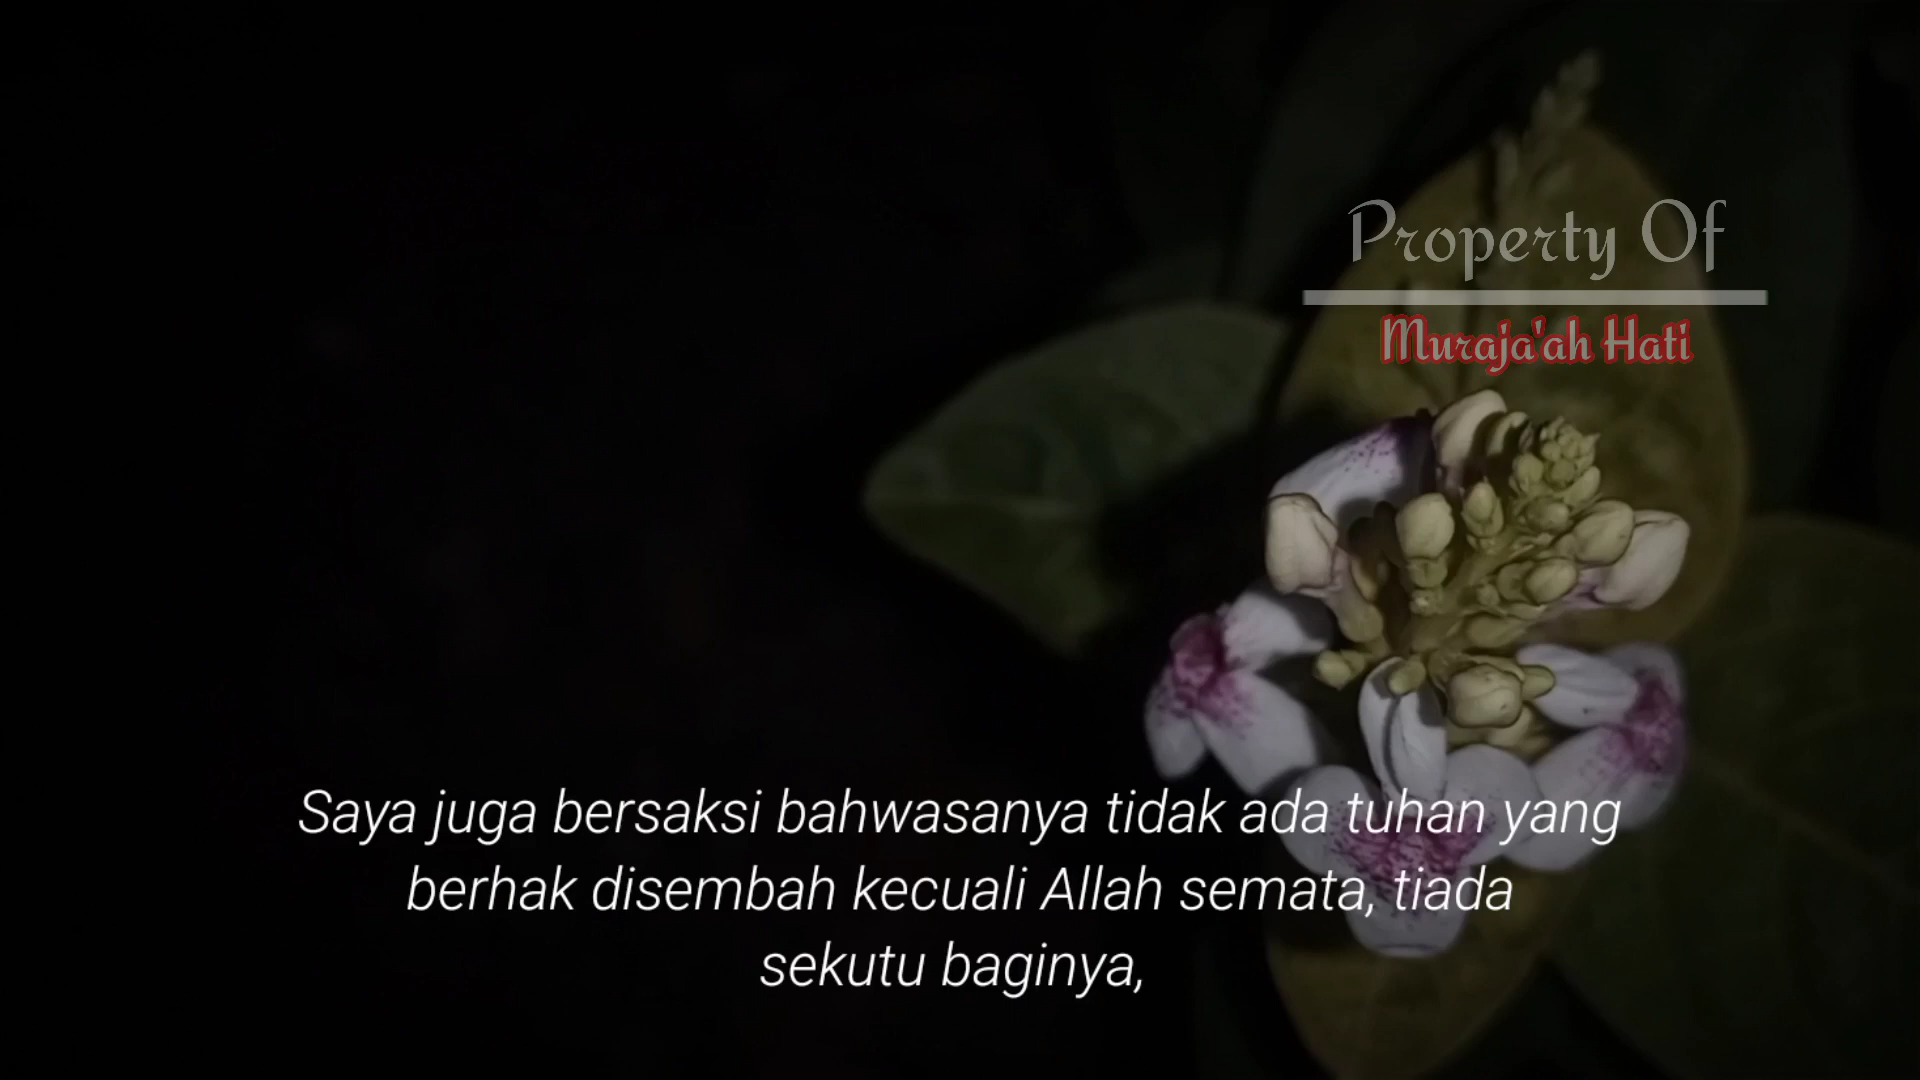 Property Of
Muraja'ah Hati
Saya juga bersaksi bahwasanya tidak ada tuhan yang
berhak disembah kecuali Allah semata, tiada
sekutu baginya,